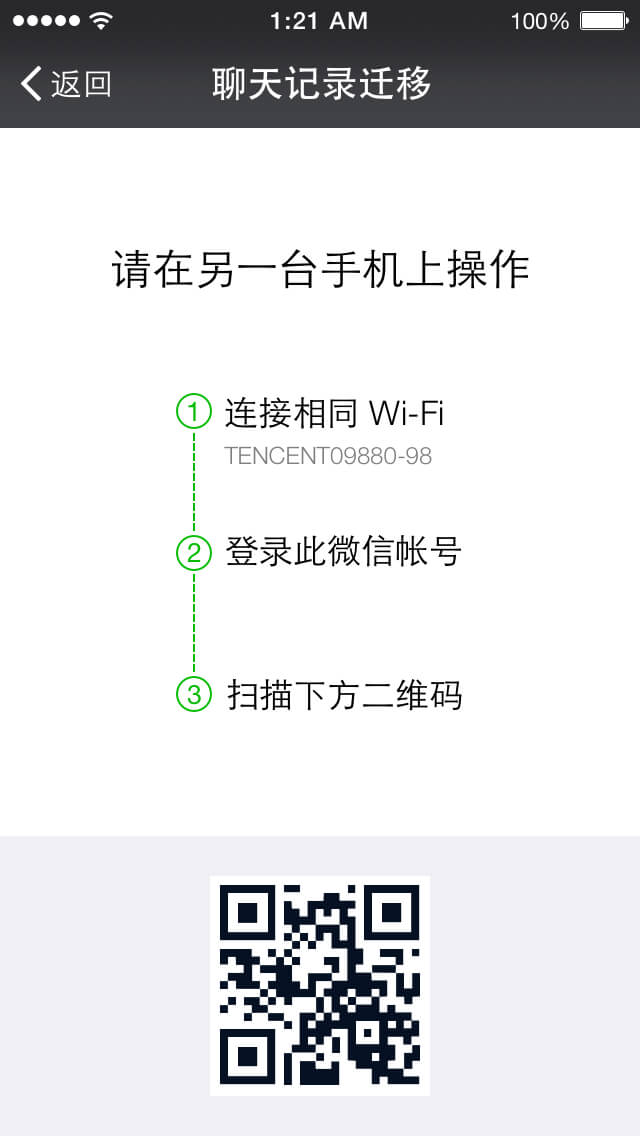 1:21 AM 100%
返回 聊天记录迁移
请在另一台手机上操作
1 连接相同 Wi-Fi
TENCENT09880-98
2 登录此微信帐号
3 扫描下方二维码